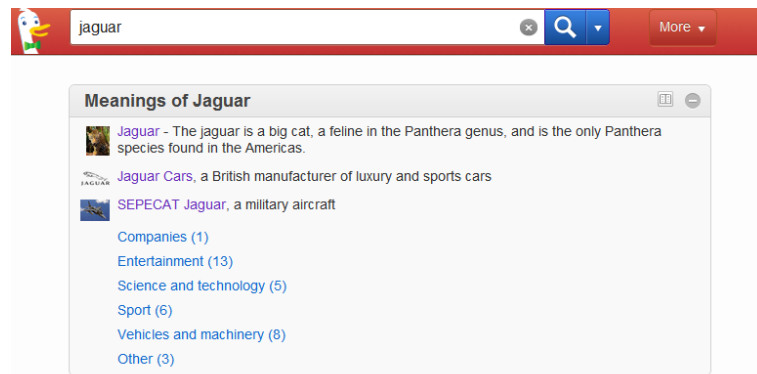 jaguar
More
Meanings of Jaguar
Jaguar - The jaguar is a big cat, a feline in the Panthera genus, and is the only Panthera
species found in the Americas.
JAGUAR
Jaguar Cars, a British manufacturer of luxury and sports cars
SEPECAT Jaguar, a military aircraft
Companies (1)
Entertainment (13)
Science and technology (5)
Sport (6)
Vehicles and machinery (8)
Other (3)